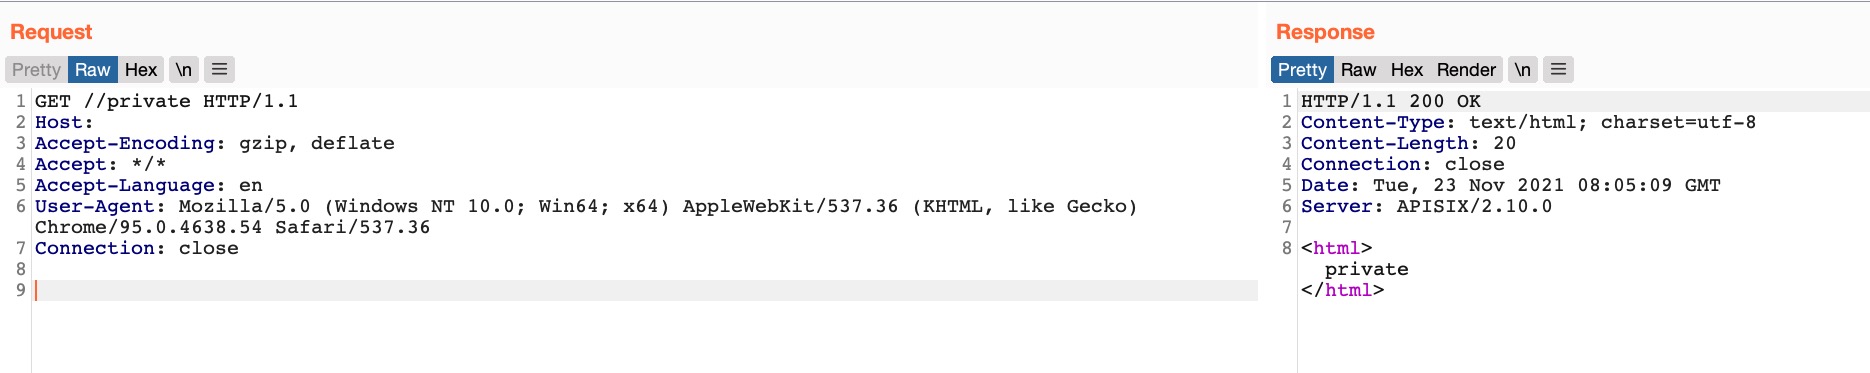 Request
Pretty Raw Hex \n ≡
1 GET //private HTTP/1.1
2 Host:
3 Accept-Encoding: gzip, deflate
4 Accept: */*
5 Accept-Language: en
6 User-Agent: Mozilla/5.0 (Windows NT 10.0; Win64; x64) AppleWebKit/537.36 (KHTML, like Gecko)
Chrome/95.0.4638.54 Safari/537.36
7 Connection: close
8
9
Response
Pretty Raw Hex Render \n ≡
1 HTTP/1.1 200 OK
2 Content-Type: text/html; charset=utf-8
3 Content-Length: 20
4 Connection: close
5 Date: Tue, 23 Nov 2021 08:05:09 GMT
6 Server: APISIX/2.10.0
7
8 <html>
private
</html>